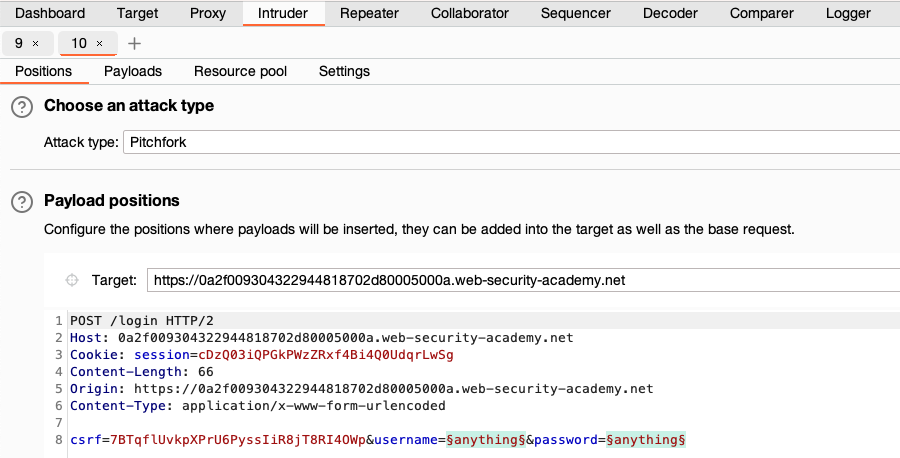 Dashboard Target Proxy Intruder Repeater Collaborator Sequencer Decoder Comparer Logger
9 × 10 × +
Positions Payloads Resource pool Settings
? Choose an attack type
Attack type: Pitchfork
? Payload positions
Configure the positions where payloads will be inserted, they can be added into the target as well as the base request.
Target: https://0a2f009304322944818702d80005000a.web-security-academy.net
1 POST /login HTTP/2
2 Host: 0a2f009304322944818702d80005000a.web-security-academy.net
3 Cookie: session=cDzQ03iQPGkPWzZRxf4Bi4Q0UdqrLwSg
4 Content-Length: 66
5 Origin: https://0a2f009304322944818702d80005000a.web-security-academy.net
6 Content-Type: application/x-www-form-urlencoded
7
8 csrf=7BTqflUvkpXPrU6PyssIiR8jT8RI4OWp&username=§anything§&password=§anything§